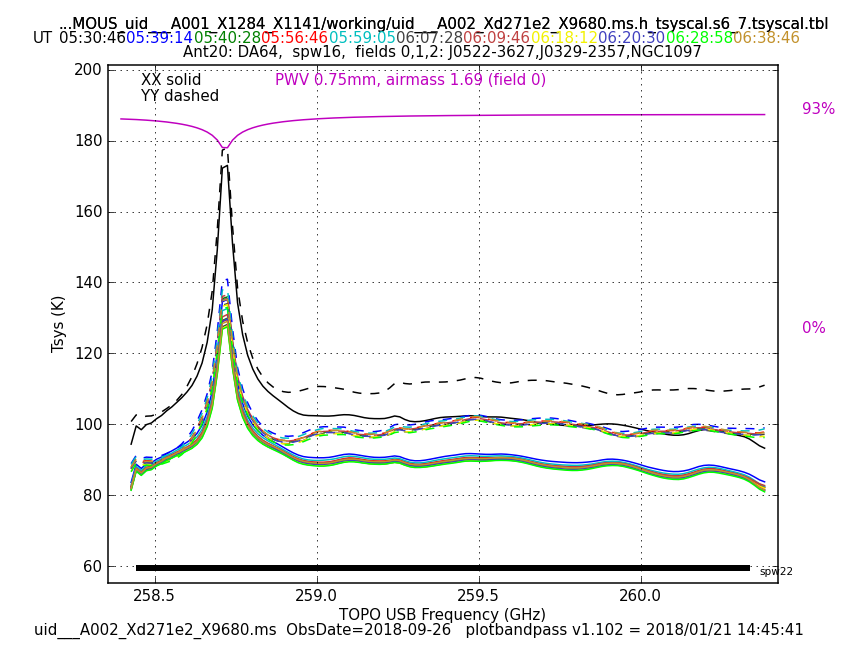 ...MOUS_uid___A001_X1284_X1141/working/uid___A002_Xd271e2_X9680.ms.h_tsyscal.s6_7.tsyscal.tbl
UT 05:30:46 05:39:14 05:40:28 05:56:46 05:59:05 06:07:28 06:09:46 06:18:12 06:20:30 06:28:58 06:38:46
Ant20: DA64,  spw16,  fields 0,1,2: J0522-3627,J0329-2357,NGC1097
XX solid
YY dashed
PWV 0.75mm, airmass 1.69 (field 0)
93%
0%
200
180
160
140
120
100
80
60
Tsys (K)
spw22
258.5 259.0 259.5 260.0
TOPO USB Frequency (GHz)
uid___A002_Xd271e2_X9680.ms  ObsDate=2018-09-26   plotbandpass v1.102 = 2018/01/21 14:45:41